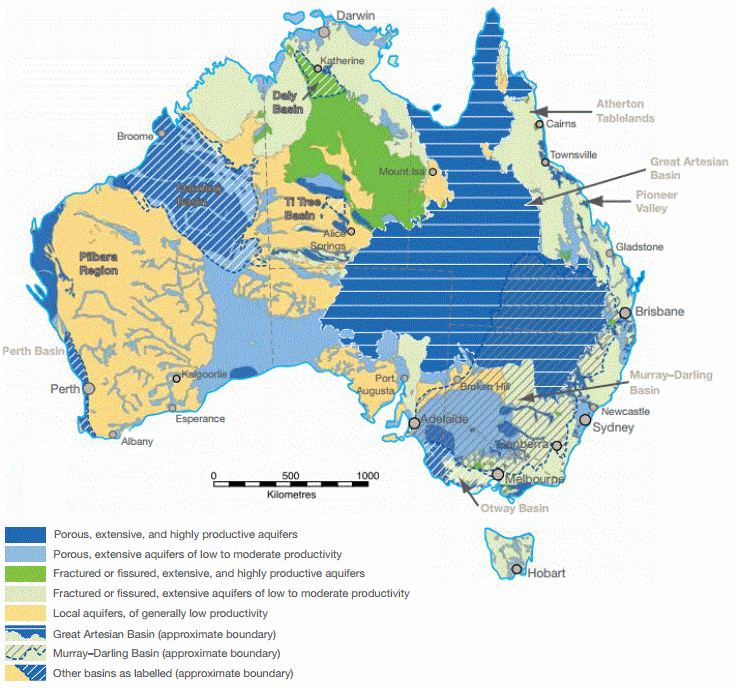 Darwin
Katherine
Daly
Basin
Atherton
Tablelands
Cairns
Broome
Townsville
Great Artesian
Basin
Mount Isa
Canning
Basin
Pioneer
Valley
Ti Tree
Basin
Alice
Springs
Gladstone
Pilbara
Region
Brisbane
Perth Basin
Murray–Darling
Basin
Kalgoorlie
Port
Augusta
Broken Hill
Perth
Newcastle
Esperance
Adelaide
Sydney
Albany
Canberra
0 500 1000
Kilometres
Melbourne
Otway Basin
Hobart
Porous, extensive, and highly productive aquifers
Porous, extensive aquifers of low to moderate productivity
Fractured or fissured, extensive, and highly productive aquifers
Fractured or fissured, extensive aquifers of low to moderate productivity
Local aquifers, of generally low productivity
Great Artesian Basin (approximate boundary)
Murray–Darling Basin (approximate boundary)
Other basins as labelled (approximate boundary)